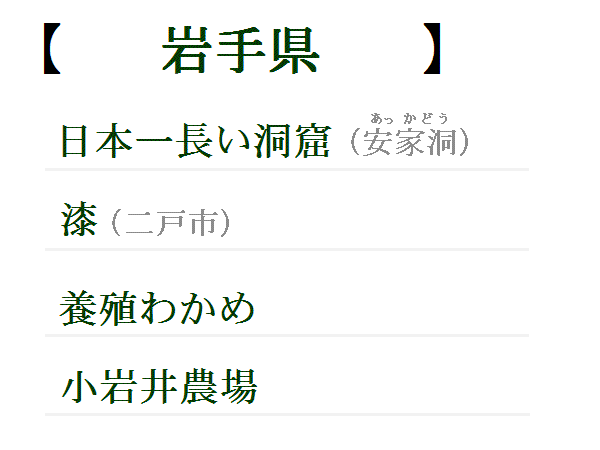 【 岩手県 】
日本一長い洞窟（安家洞）
あっかどう
漆（二戸市）
養殖わかめ
小岩井農場